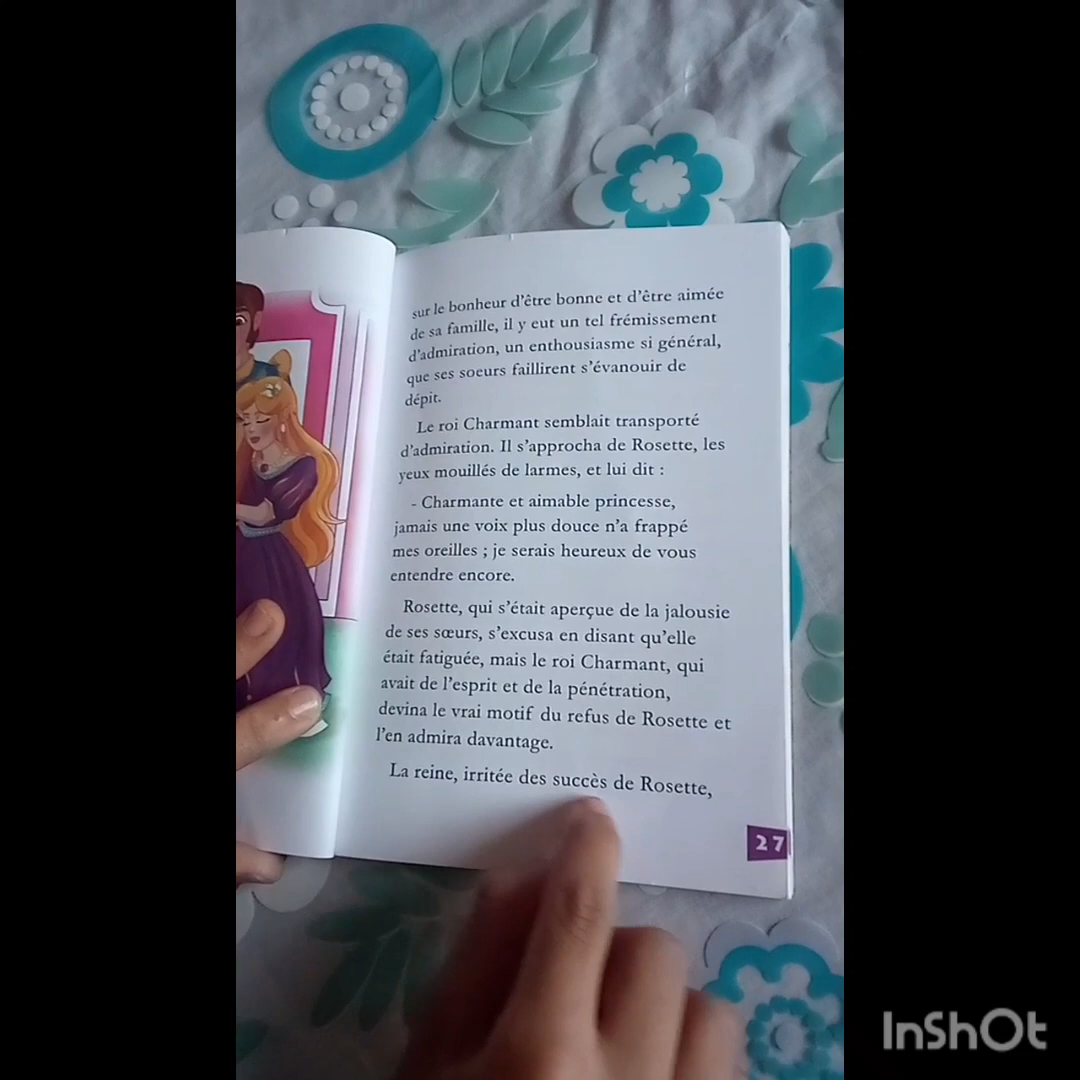 sur le bonheur d'être bonne et d'être aimée
de sa famille, il y eut un tel frémissement
d'admiration, un enthousiasme si général,
que ses soeurs faillirent s'évanouir de
dépit.
Le roi Charmant semblait transporté
d'admiration. Il s'approcha de Rosette, les
yeux mouillés de larmes, et lui dit :
- Charmante et aimable princesse,
jamais une voix plus douce n'a frappé
mes oreilles ; je serais heureux de vous
entendre encore.
Rosette, qui s'était aperçue de la jalousie
de ses sœurs, s'excusa en disant qu'elle
était fatiguée, mais le roi Charmant, qui
avait de l'esprit et de la pénétration,
devina le vrai motif du refus de Rosette et
l'en admira davantage.
La reine, irritée des succès de Rosette,
27
InShOt